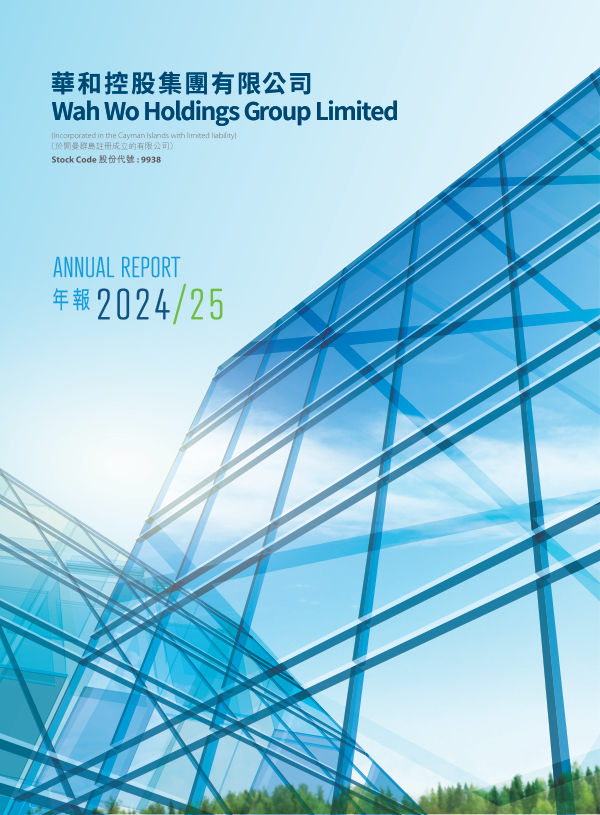 華和控股集團有限公司
Wah Wo Holdings Group Limited
(Incorporated in the Cayman Islands with limited liability)
(於開曼群島註冊成立的有限公司)
Stock Code 股份代號 : 9938
ANNUAL REPORT
年報 2024/25